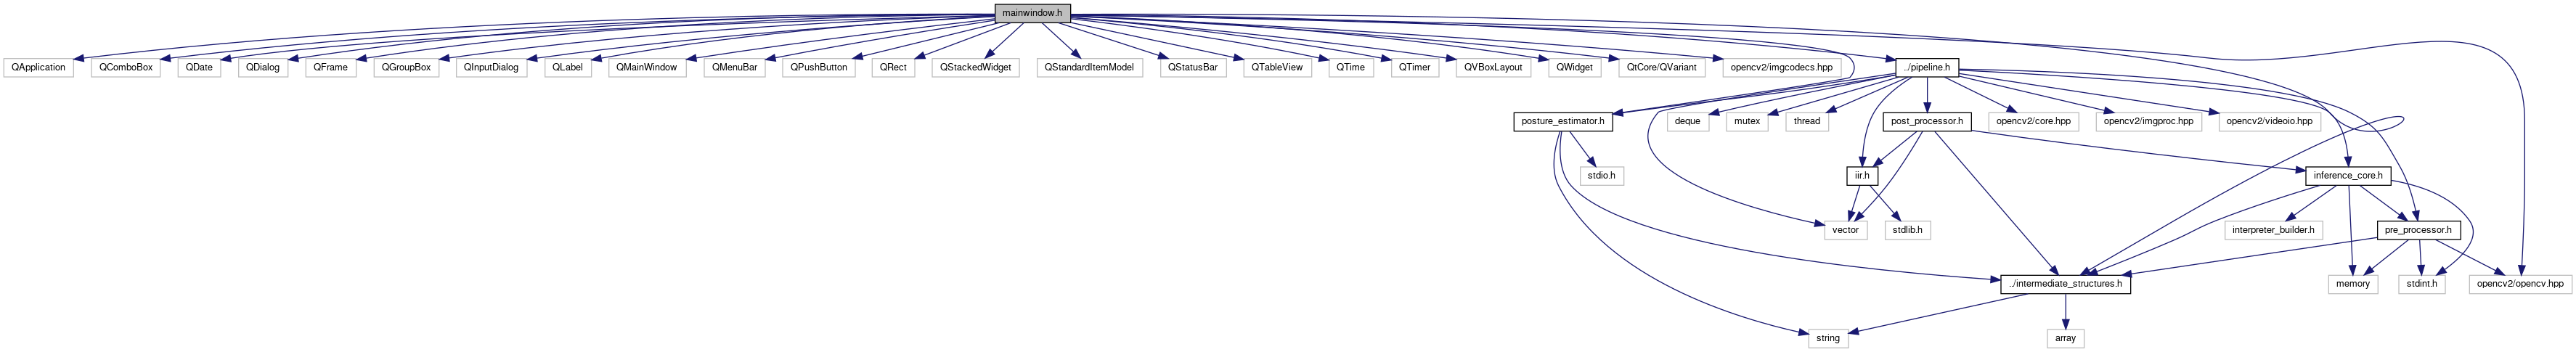 mainwindow.h
QApplication
QComboBox
QDate
QDialog
QFrame
QGroupBox
QInputDialog
QLabel
QMainWindow
QMenuBar
QPushButton
QRect
QStackedWidget
QStandardItemModel
QStatusBar
QTableView
QTime
QTimer
QVBoxLayout
QWidget
QtCore/QVariant
opencv2/imgcodecs.hpp
../pipeline.h
posture_estimator.h
deque
mutex
thread
post_processor.h
opencv2/core.hpp
opencv2/imgproc.hpp
opencv2/videoio.hpp
stdio.h
iir.h
inference_core.h
vector
stdlib.h
interpreter_builder.h
pre_processor.h
../intermediate_structures.h
memory
stdint.h
opencv2/opencv.hpp
string
array